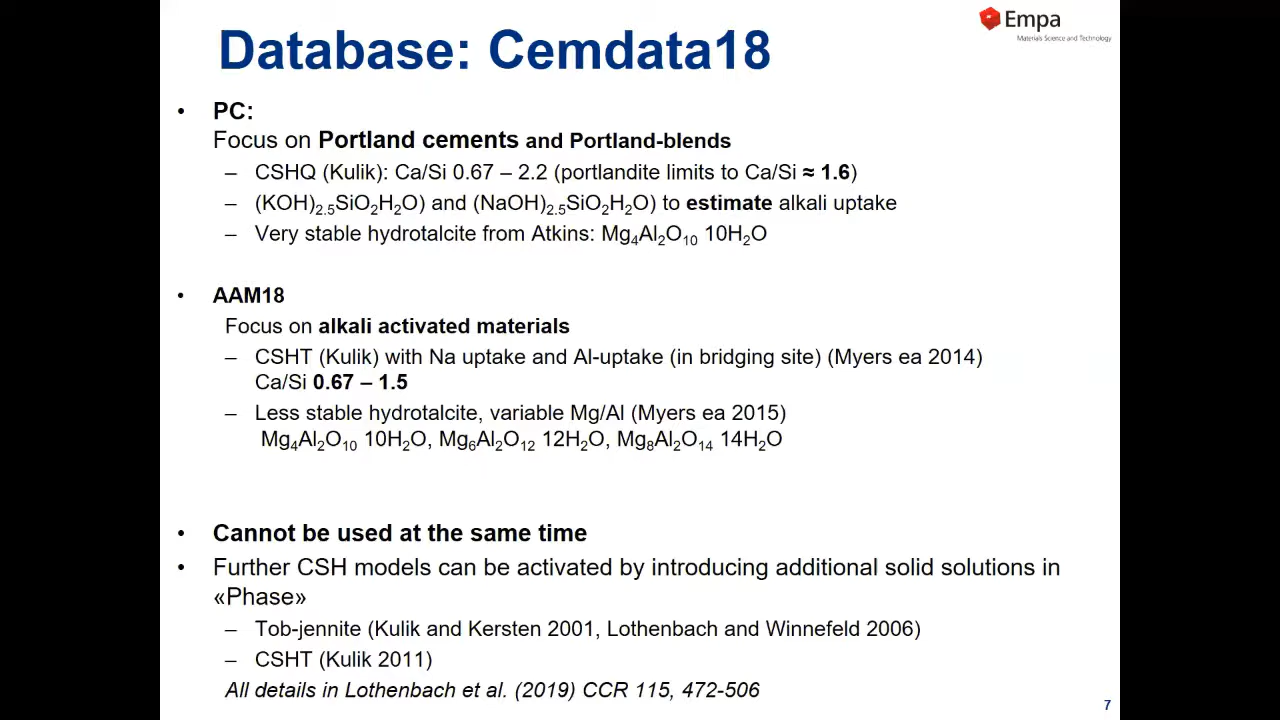 Empa
Materials Science and Technology
Database: Cemdata18
• PC:
Focus on Portland cements and Portland-blends
– CSHQ (Kulik): Ca/Si 0.67 – 2.2 (portlandite limits to Ca/Si ≈ 1.6)
– (KOH)₂.₅SiO₂H₂O) and (NaOH)₂.₅SiO₂H₂O) to estimate alkali uptake
– Very stable hydrotalcite from Atkins: Mg₄Al₂O₁₀ 10H₂O
• AAM18
Focus on alkali activated materials
– CSHT (Kulik) with Na uptake and Al-uptake (in bridging site) (Myers ea 2014)
Ca/Si 0.67 – 1.5
– Less stable hydrotalcite, variable Mg/Al (Myers ea 2015)
Mg₄Al₂O₁₀ 10H₂O, Mg₆Al₂O₁₂ 12H₂O, Mg₈Al₂O₁₄ 14H₂O
• Cannot be used at the same time
• Further CSH models can be activated by introducing additional solid solutions in
«Phase»
– Tob-jennite (Kulik and Kersten 2001, Lothenbach and Winnefeld 2006)
– CSHT (Kulik 2011)
All details in Lothenbach et al. (2019) CCR 115, 472-506
7